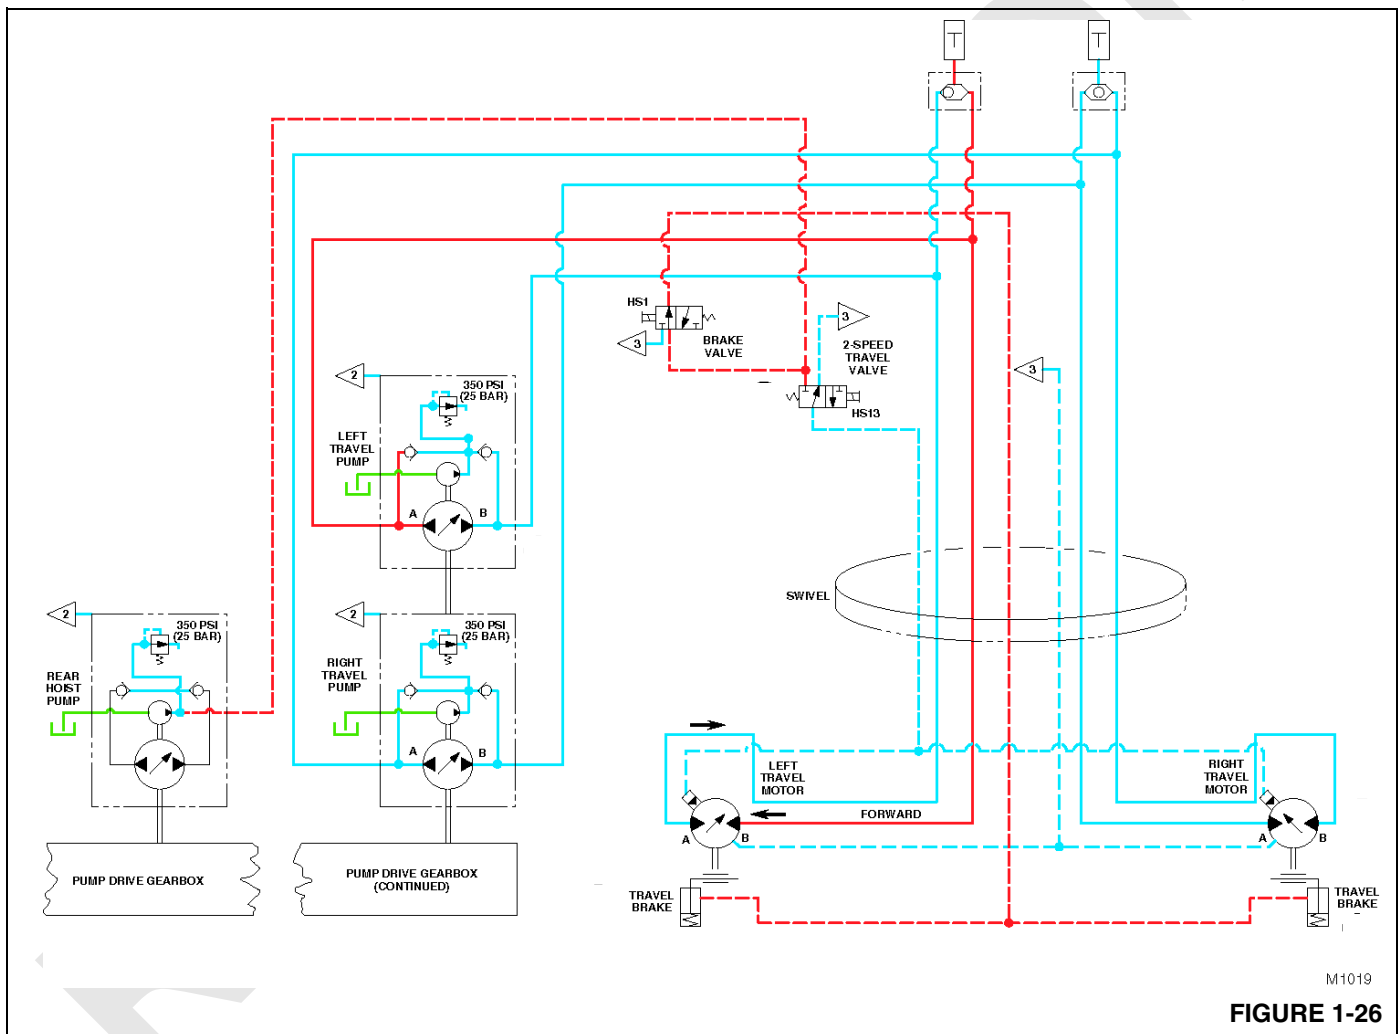 T
T
HS1
3
BRAKE
VALVE
3
2-SPEED
TRAVEL
VALVE
3
HS13
2
350 PSI
(25 BAR)
LEFT
TRAVEL
PUMP
A
B
SWIVEL
2
350 PSI
(25 BAR)
REAR
HOIST
PUMP
2
350 PSI
(25 BAR)
RIGHT
TRAVEL
PUMP
A
B
LEFT
TRAVEL
MOTOR
RIGHT
TRAVEL
MOTOR
FORWARD
A
B
A
B
PUMP DRIVE GEARBOX
PUMP DRIVE GEARBOX
(CONTINUED)
TRAVEL
BRAKE
TRAVEL
BRAKE
M1019
FIGURE 1-26